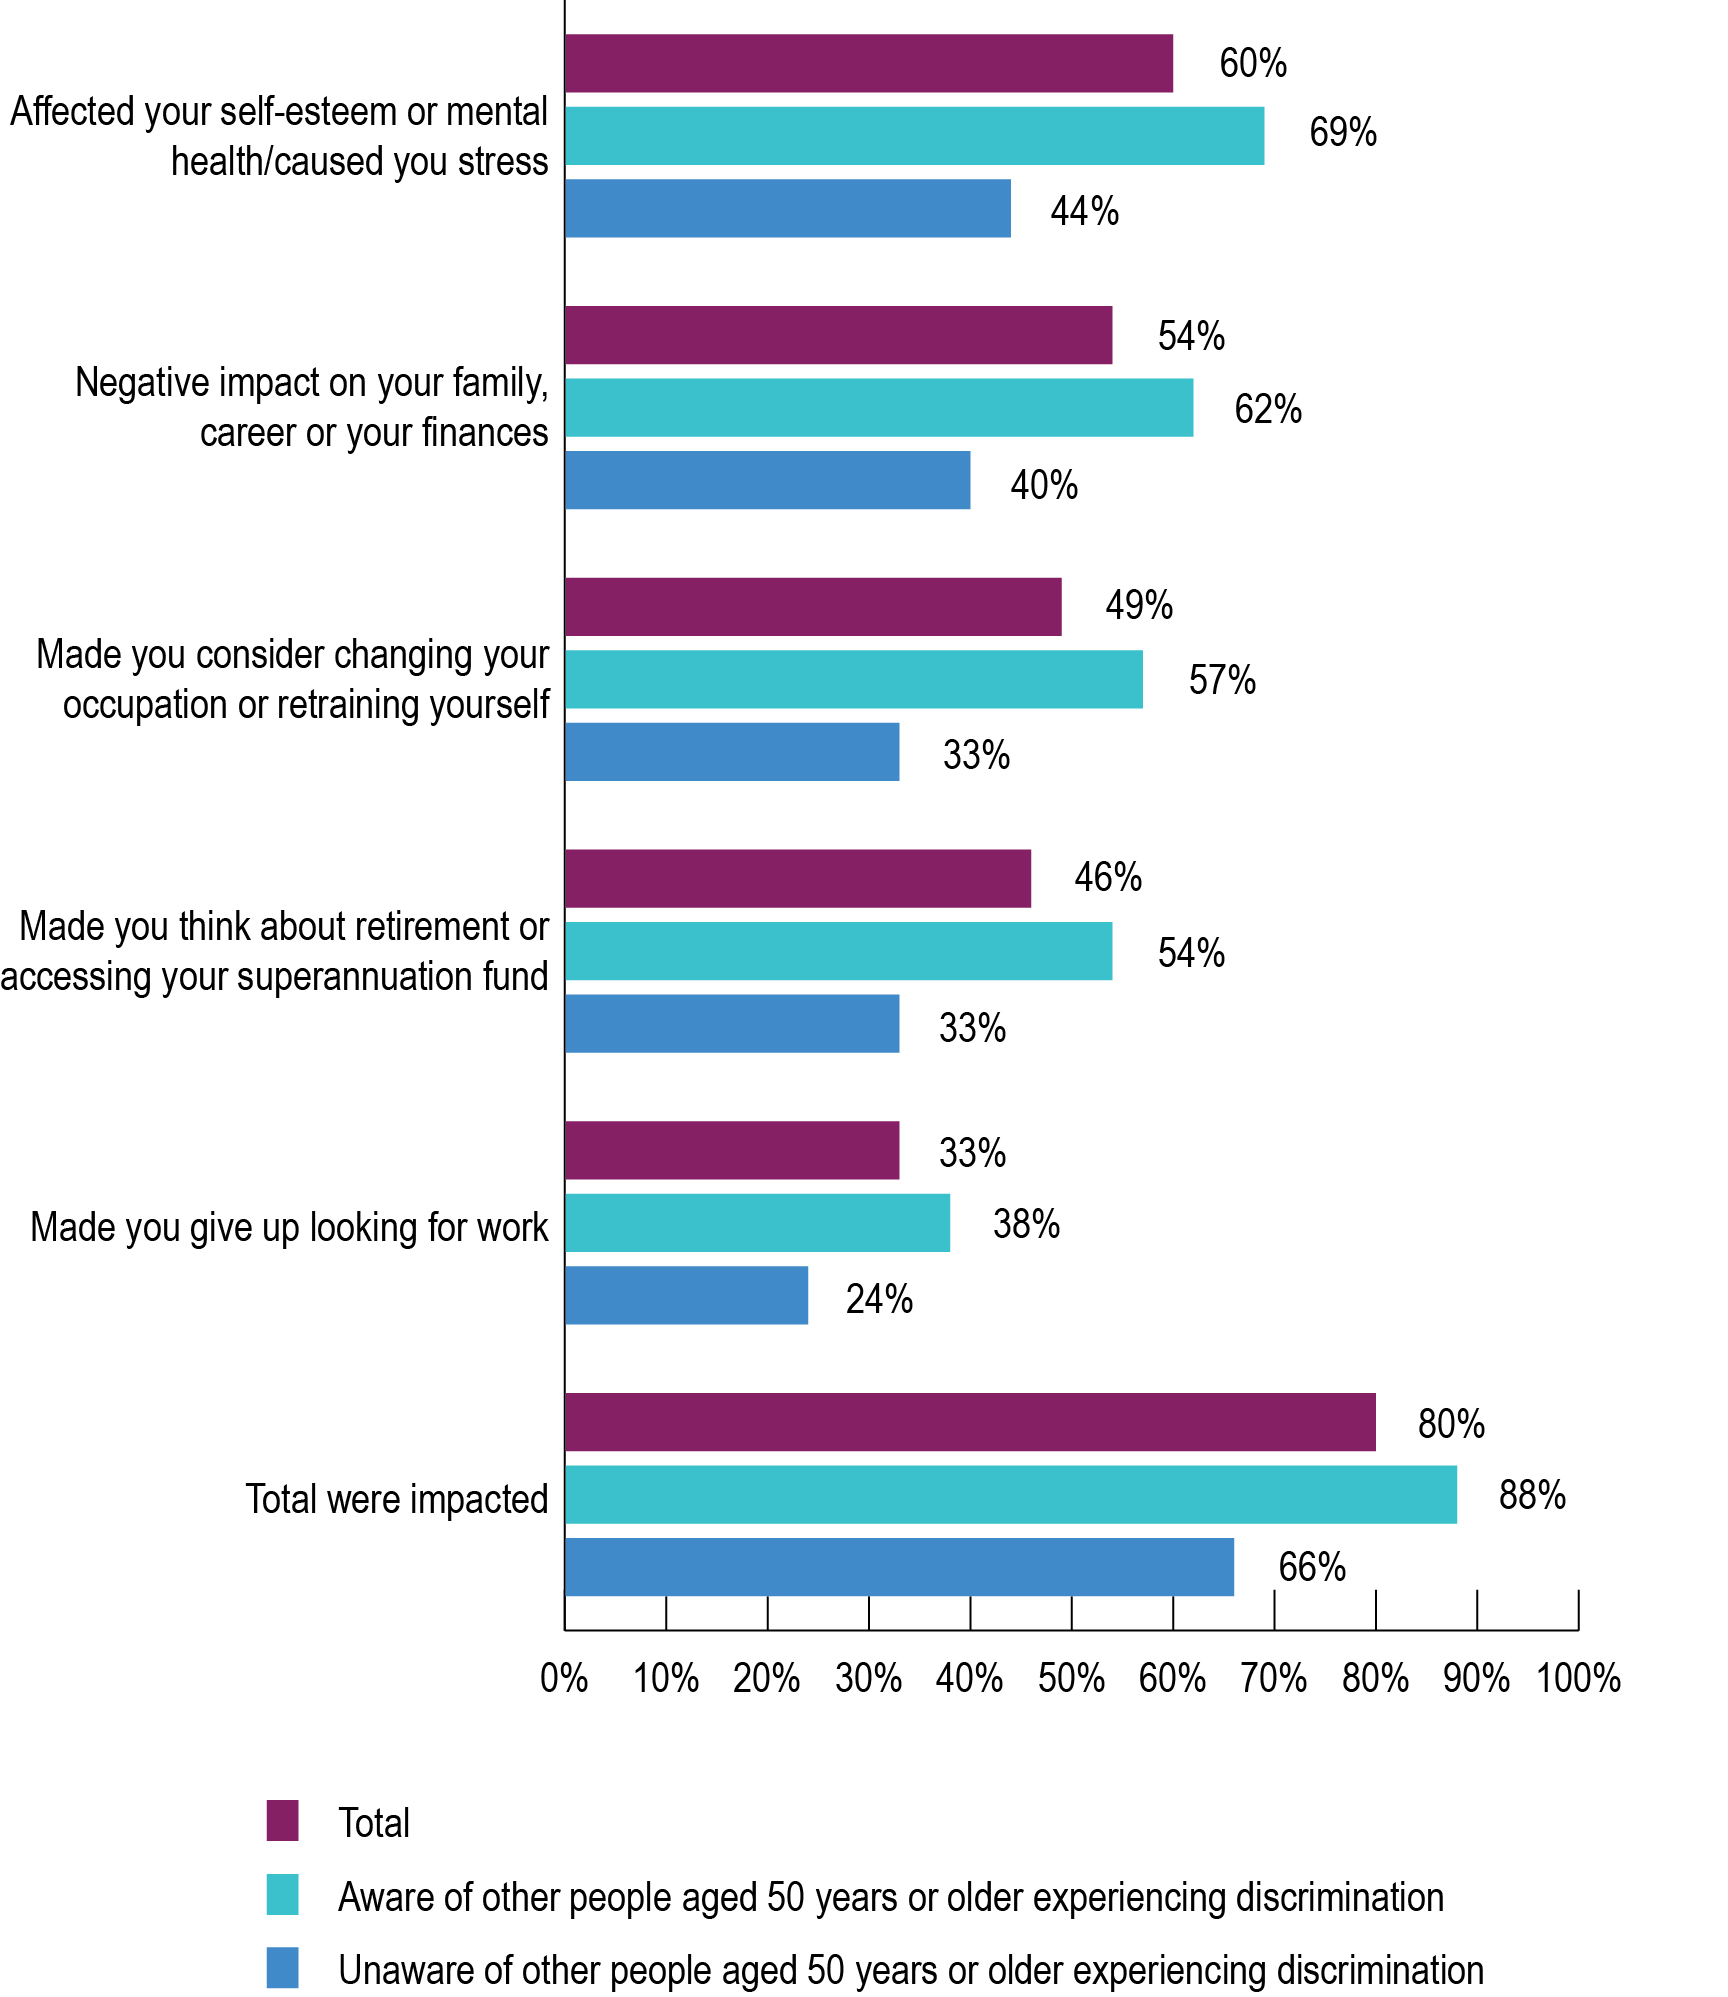 60%
Affected your self-esteem or mental
69%
health/caused you stress
44%
54%
Negative impact on your family,
62%
career or your finances
40%
49%
Made you consider changing your
57%
occupation or retraining yourself
33%
46%
Made you think about retirement or
54%
accessing your superannuation fund
33%
33%
Made you give up looking for work
38%
24%
80%
Total were impacted
88%
66%
0% 10% 20% 30% 40% 50% 60% 70% 80% 90% 100%
Total
Aware of other people aged 50 years or older experiencing discrimination
Unaware of other people aged 50 years or older experiencing discrimination